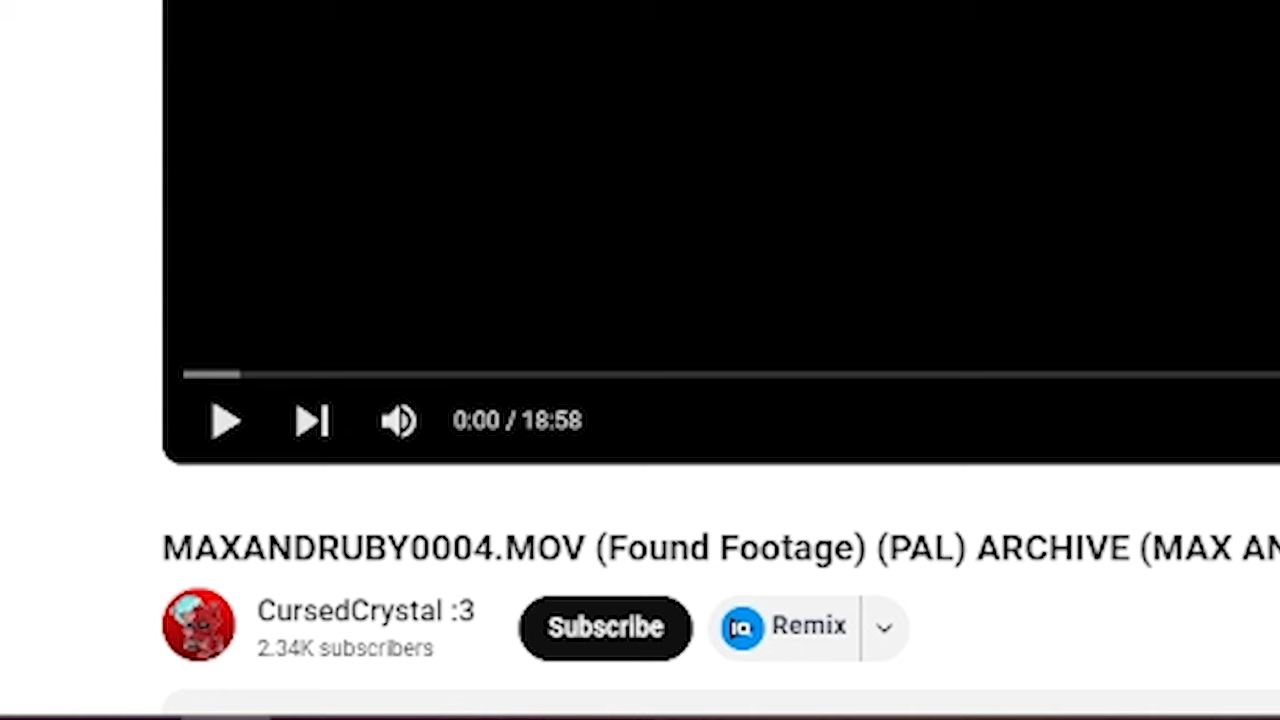 0:00 / 18:58
MAXANDRUBY0004.MOV (Found Footage) (PAL) ARCHIVE (MAX AN
CursedCrystal :3
Subscribe
IQ Remix
2.34K subscribers